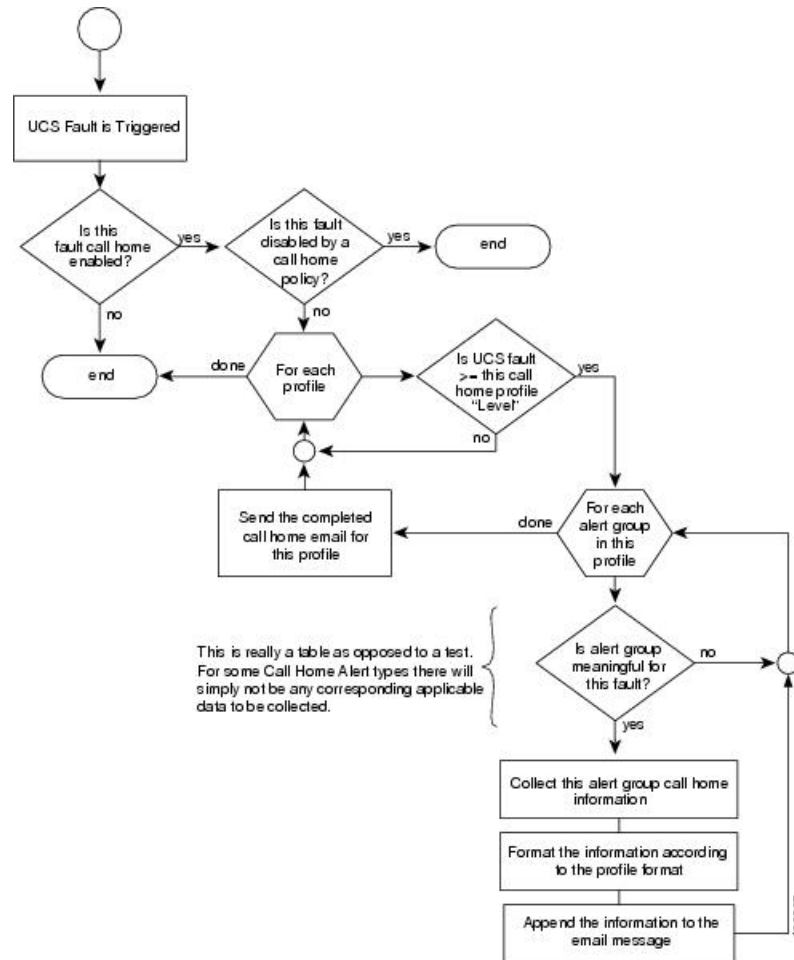 UCS Fault is Triggered
Is this
fault call home
enabled?
yes
no
Is this fault
disabled by a
call home
policy?
yes
no
end
end
done
For each
profile
Is UCS fault
>= this call
home profile
"Level"
yes
no
Send the completed
call home email for
this profile
done
For each
alert group
in this
profile
This is really a table as opposed to a test.
For some Call Home Alert types there will
simply not be any corresponding applicable
data to be collected.
Is alert group
meaningful for
this fault?
no
yes
Collect this alert group call home
information
Format the information according
to the profile format
Append the information to the
email message